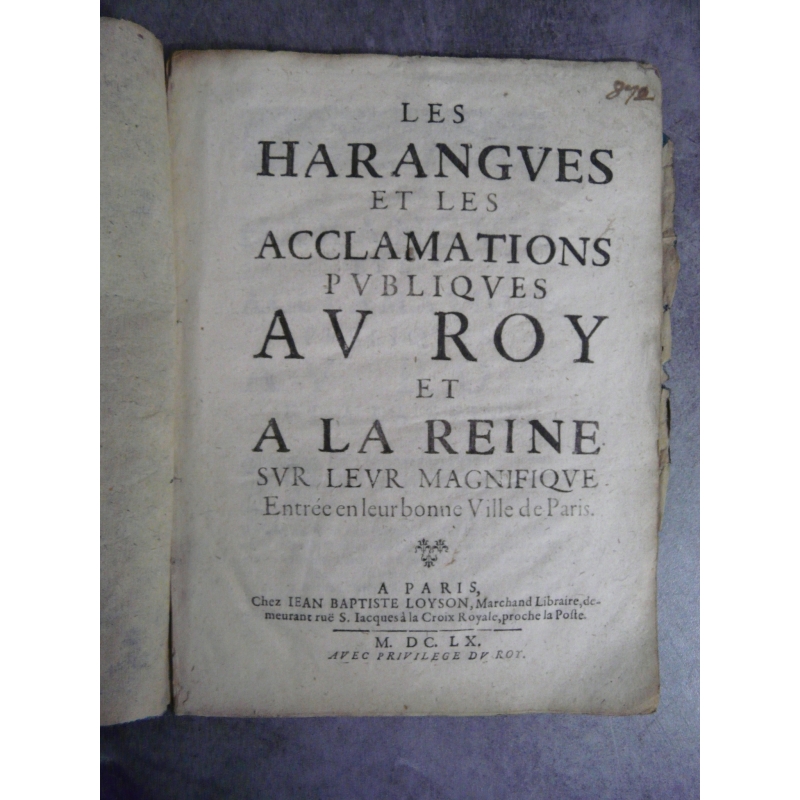 LES
HARANGVES
ET LES
ACCLAMATIONS
PVBLIQVES
AV ROY
ET
A LA REINE
SVR LEVR MAGNIFIQVE
Entrée en leur bonne Ville de Paris.
A PARIS,
Chez IEAN BAPTISTE LOYSON, Marchand Libraire, de-
meurant ruë S. Iacques à la Croix Royale, proche la Poste.
M. DC. LX.
AVEC PRIVILEGE DV ROY.